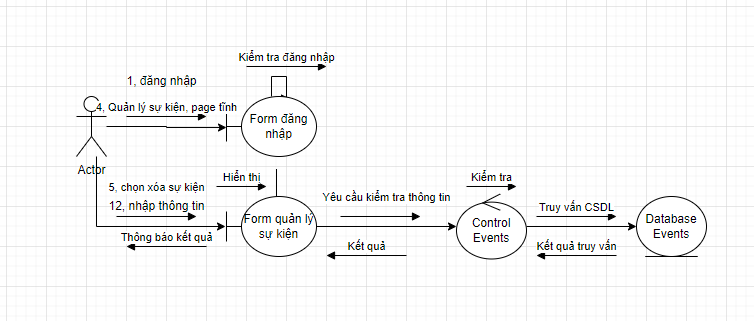 Kiểm tra đăng nhập
1, đăng nhập
4, Quản lý sự kiện, page tĩnh
Form đăng
nhập
Actor
5, chọn xóa sự kiện
12, nhập thông tin
Thông báo kết quả
Hiển thị
Form quản lý
sự kiện
Yêu cầu kiểm tra thông tin
Kết quả
Kiểm tra
Control
Events
Truy vấn CSDL
Kết quả truy vấn
Database
Events